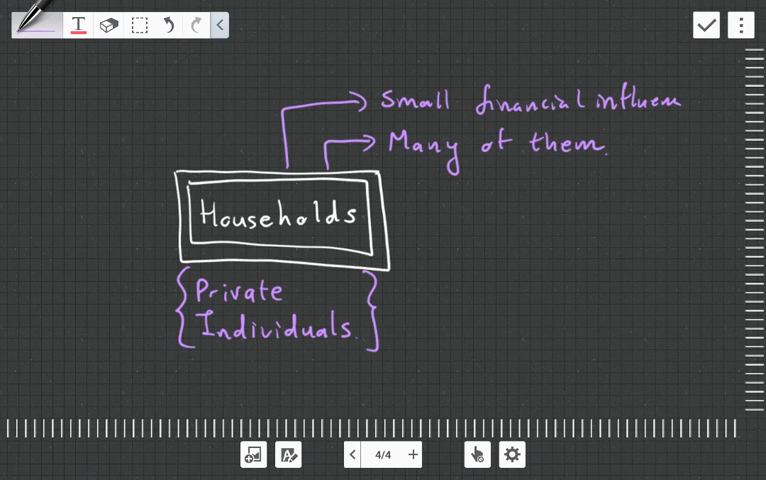 T
Small financial influen
Many of them.
Households
Private
Individuals.
4/4